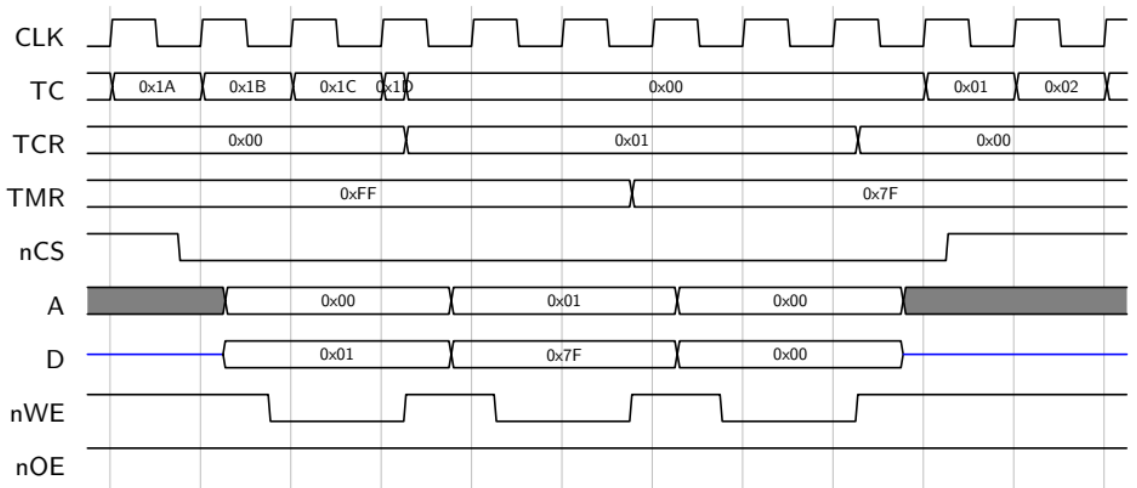 CLK
TC 0x1A 0x1B 0x1C 0x1D 0x00 0x01 0x02
TCR 0x00 0x01 0x00
TMR 0xFF 0x7F
nCS
A 0x00 0x01 0x00
D 0x01 0x7F 0x00
nWE
nOE